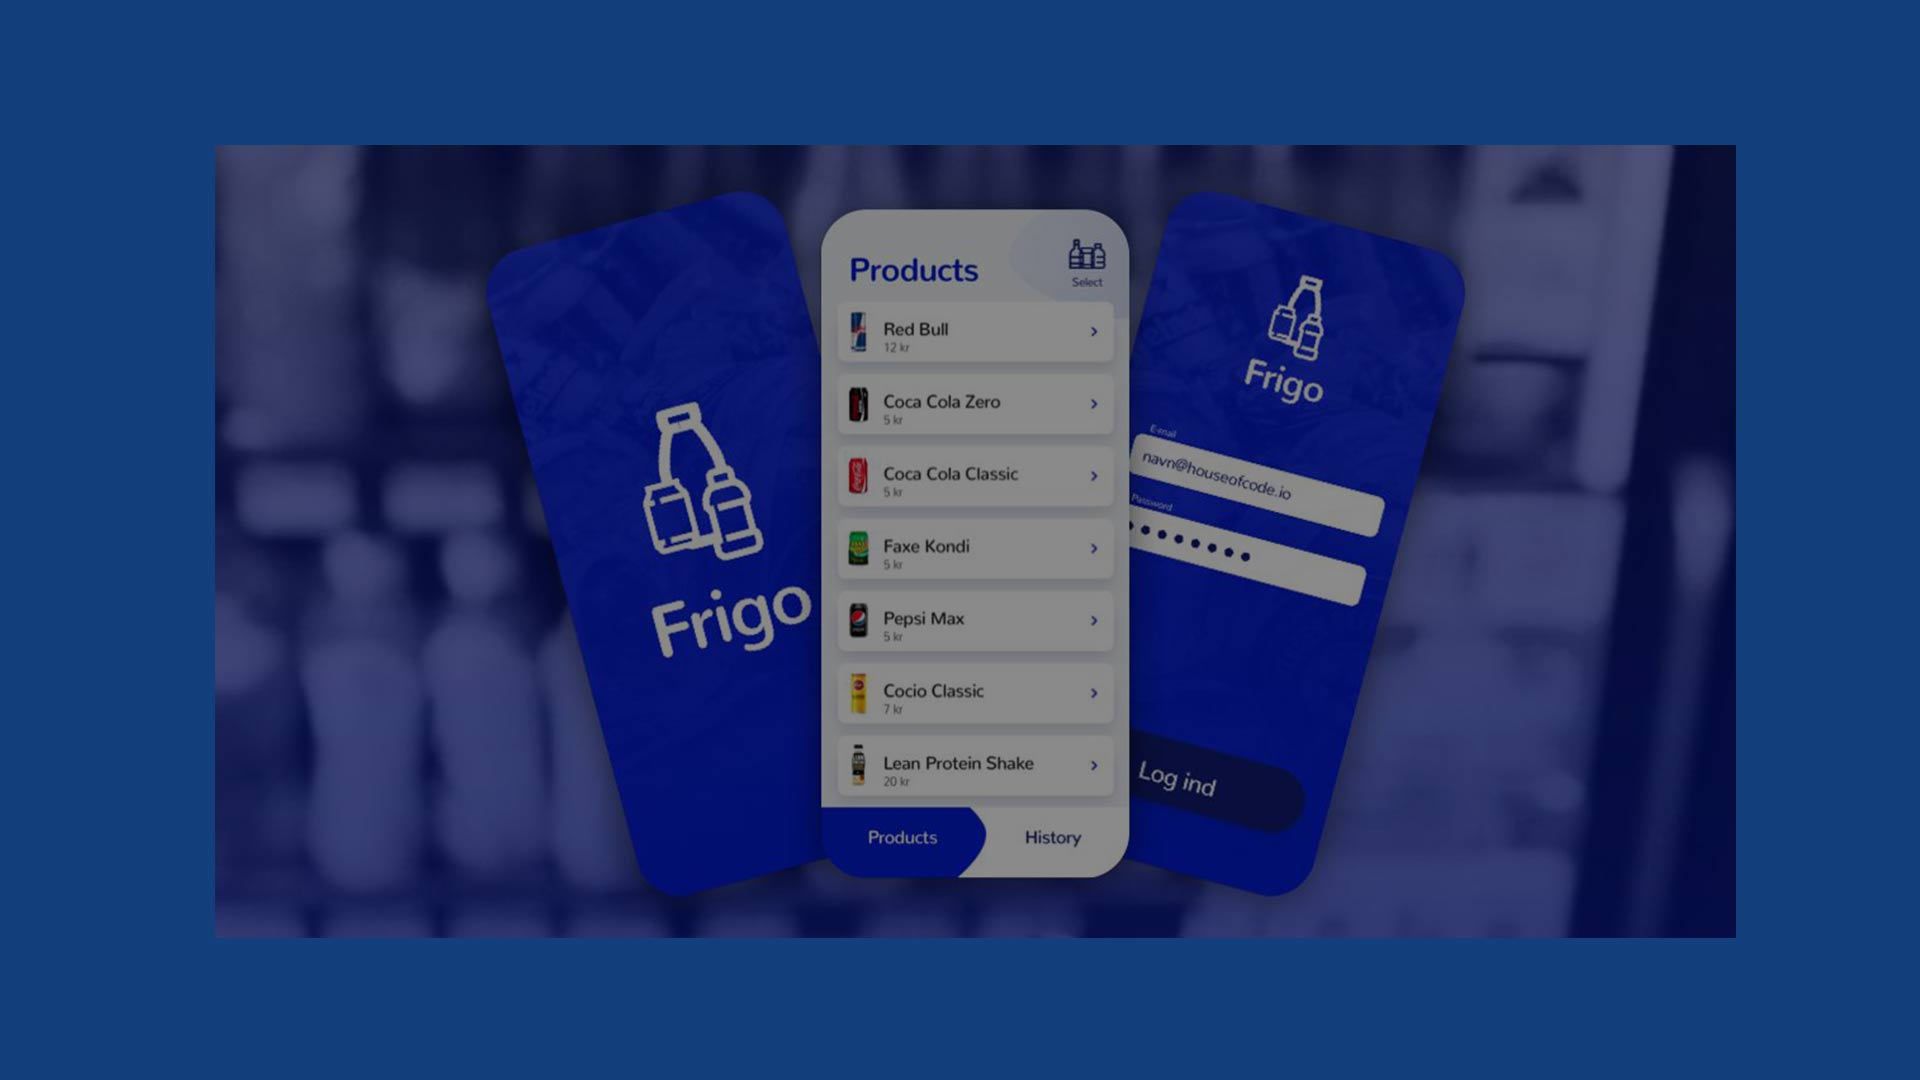 Frigo
Products
Select
Red Bull
12 kr
Coca Cola Zero
5 kr
Coca Cola Classic
5 kr
Faxe Kondi
5 kr
Pepsi Max
5 kr
Cocio Classic
7 kr
Lean Protein Shake
20 kr
Products
History
Frigo
E-mail
navn@houseofcode.io
Password
Log ind